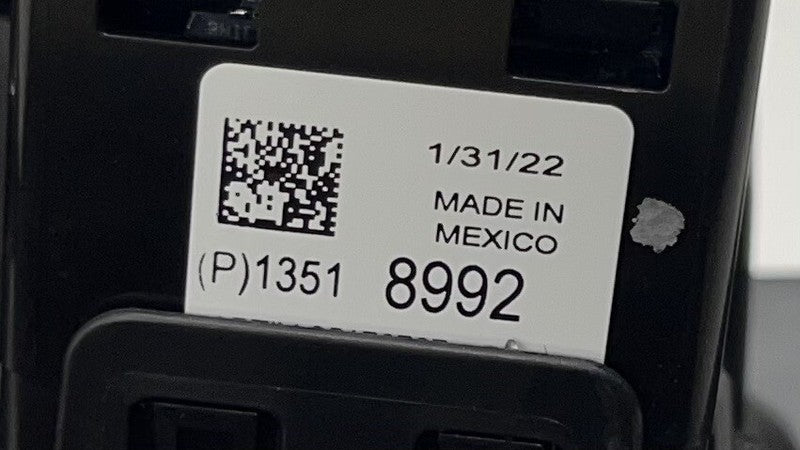 1/31/22
MADE IN
MEXICO
(P)1351 8992